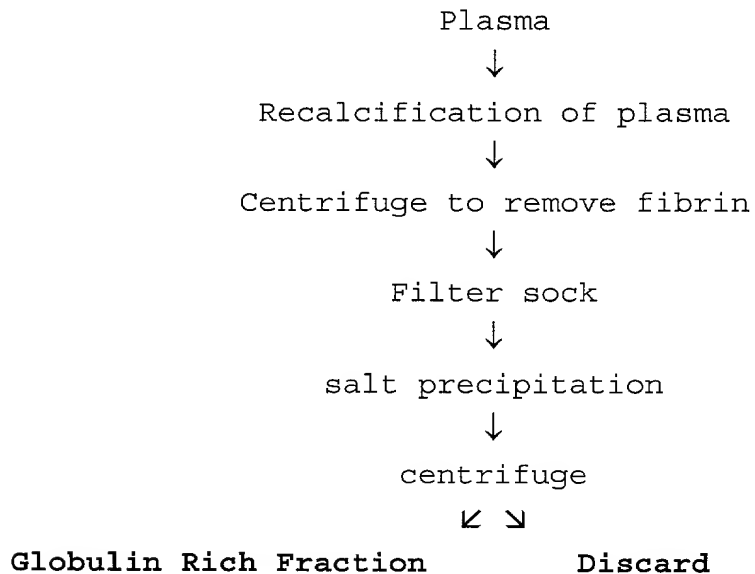 Plasma
↓
Recalcification of plasma
↓
Centrifuge to remove fibrin
↓
Filter sock
↓
salt precipitation
↓
centrifuge
↙ ↘
Globulin Rich Fraction Discard